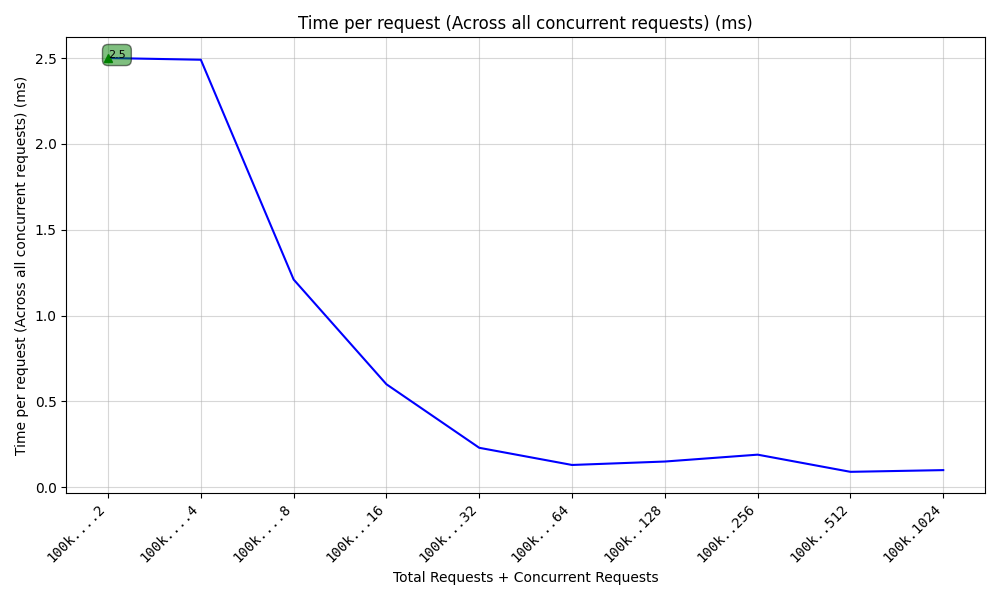 Time per request (Across all concurrent requests) (ms)
2.5
Time per request (Across all concurrent requests) (ms)
2.5
2.0
1.5
1.0
0.5
0.0
100k....2
100k....4
100k....8
100k...16
100k...32
100k...64
100k..128
100k..256
100k..512
100k.1024
Total Requests + Concurrent Requests